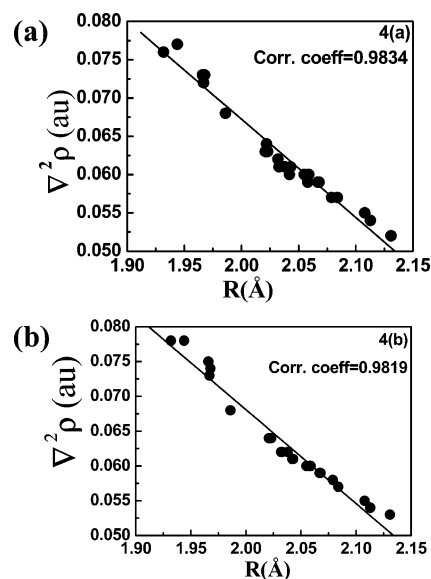 (a)
4(a)
Corr. coeff=0.9834
∇²ρ (au)
0.080
0.075
0.070
0.065
0.060
0.055
0.050
1.90 1.95 2.00 2.05 2.10 2.15
R(Å)
(b)
4(b)
Corr. coeff=0.9819
∇²ρ (au)
0.080
0.075
0.070
0.065
0.060
0.055
0.050
1.90 1.95 2.00 2.05 2.10 2.15
R(Å)